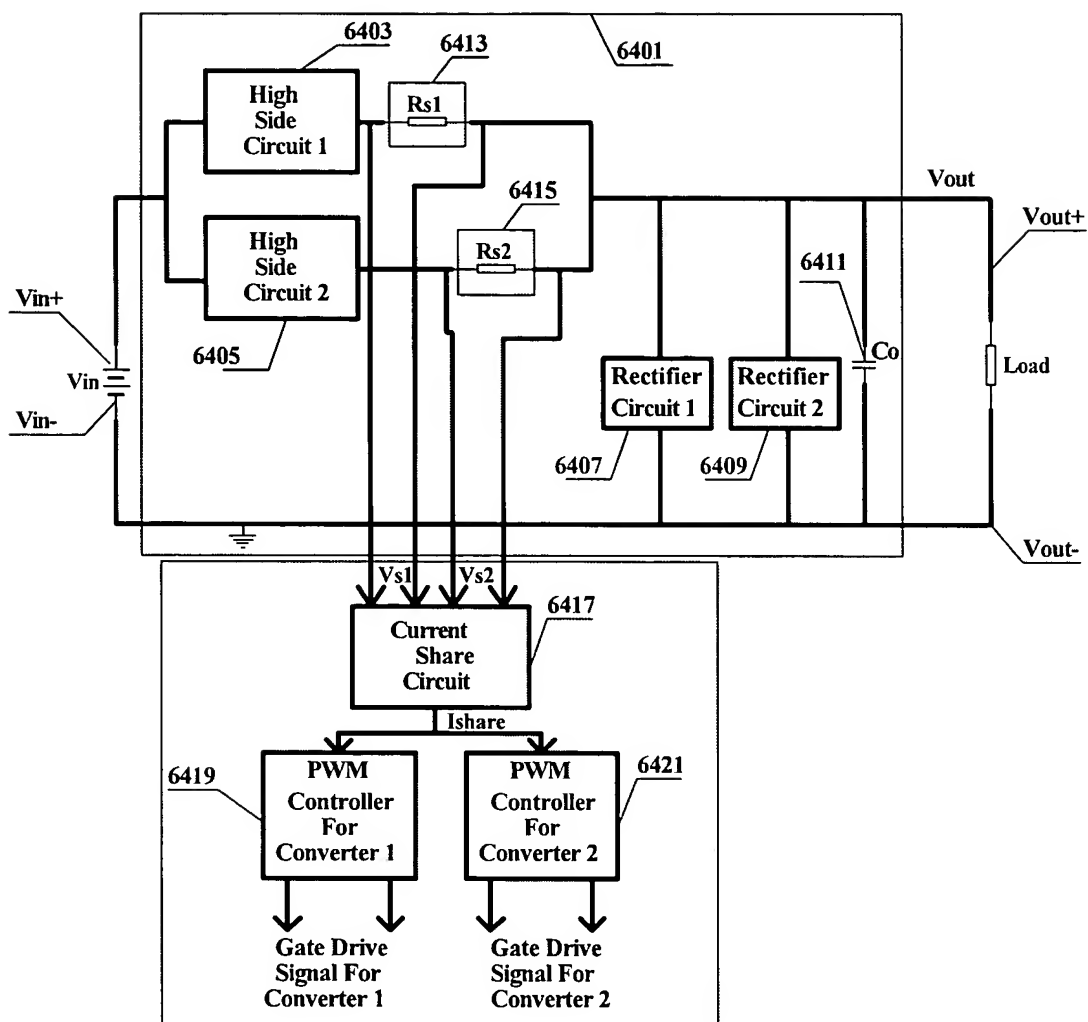 6403
6413
6401
High
Side
Circuit 1
Rs1
6415
Vout
Vout+
High
Side
Circuit 2
Rs2
6411
Vin+
6405
Co
Vin
Rectifier
Circuit 1
Rectifier
Circuit 2
Load
Vin-
6407
6409
Vout-
Vs1
Vs2
6417
Current
Share
Circuit
Ishare
6419
PWM
Controller
For
Converter 1
PWM
Controller
For
Converter 2
6421
Gate Drive
Signal For
Converter 1
Gate Drive
Signal For
Converter 2